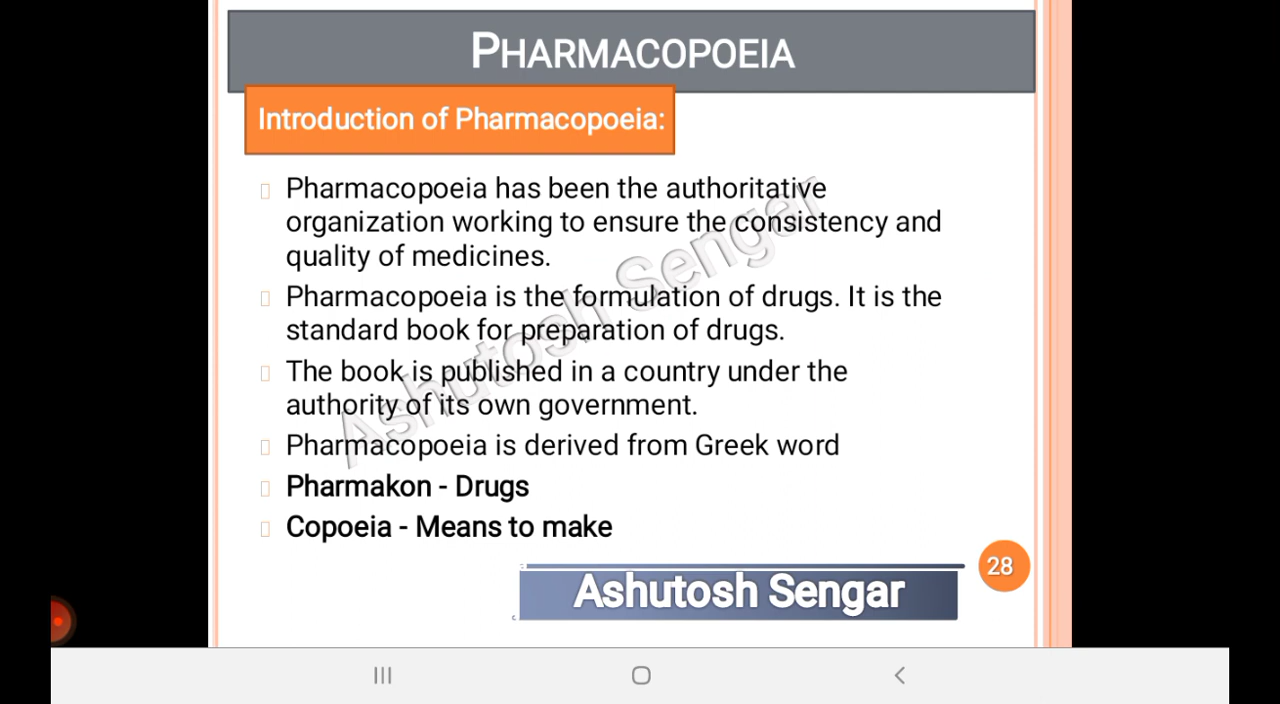 PHARMACOPOEIA
Introduction of Pharmacopoeia:
Pharmacopoeia has been the authoritative
organization working to ensure the consistency and
quality of medicines.
Pharmacopoeia is the formulation of drugs. It is the
standard book for preparation of drugs.
The book is published in a country under the
authority of its own government.
Pharmacopoeia is derived from Greek word
Pharmakon - Drugs
Copoeia - Means to make
Ashutosh Sengar
28
Ashutosh Sengar